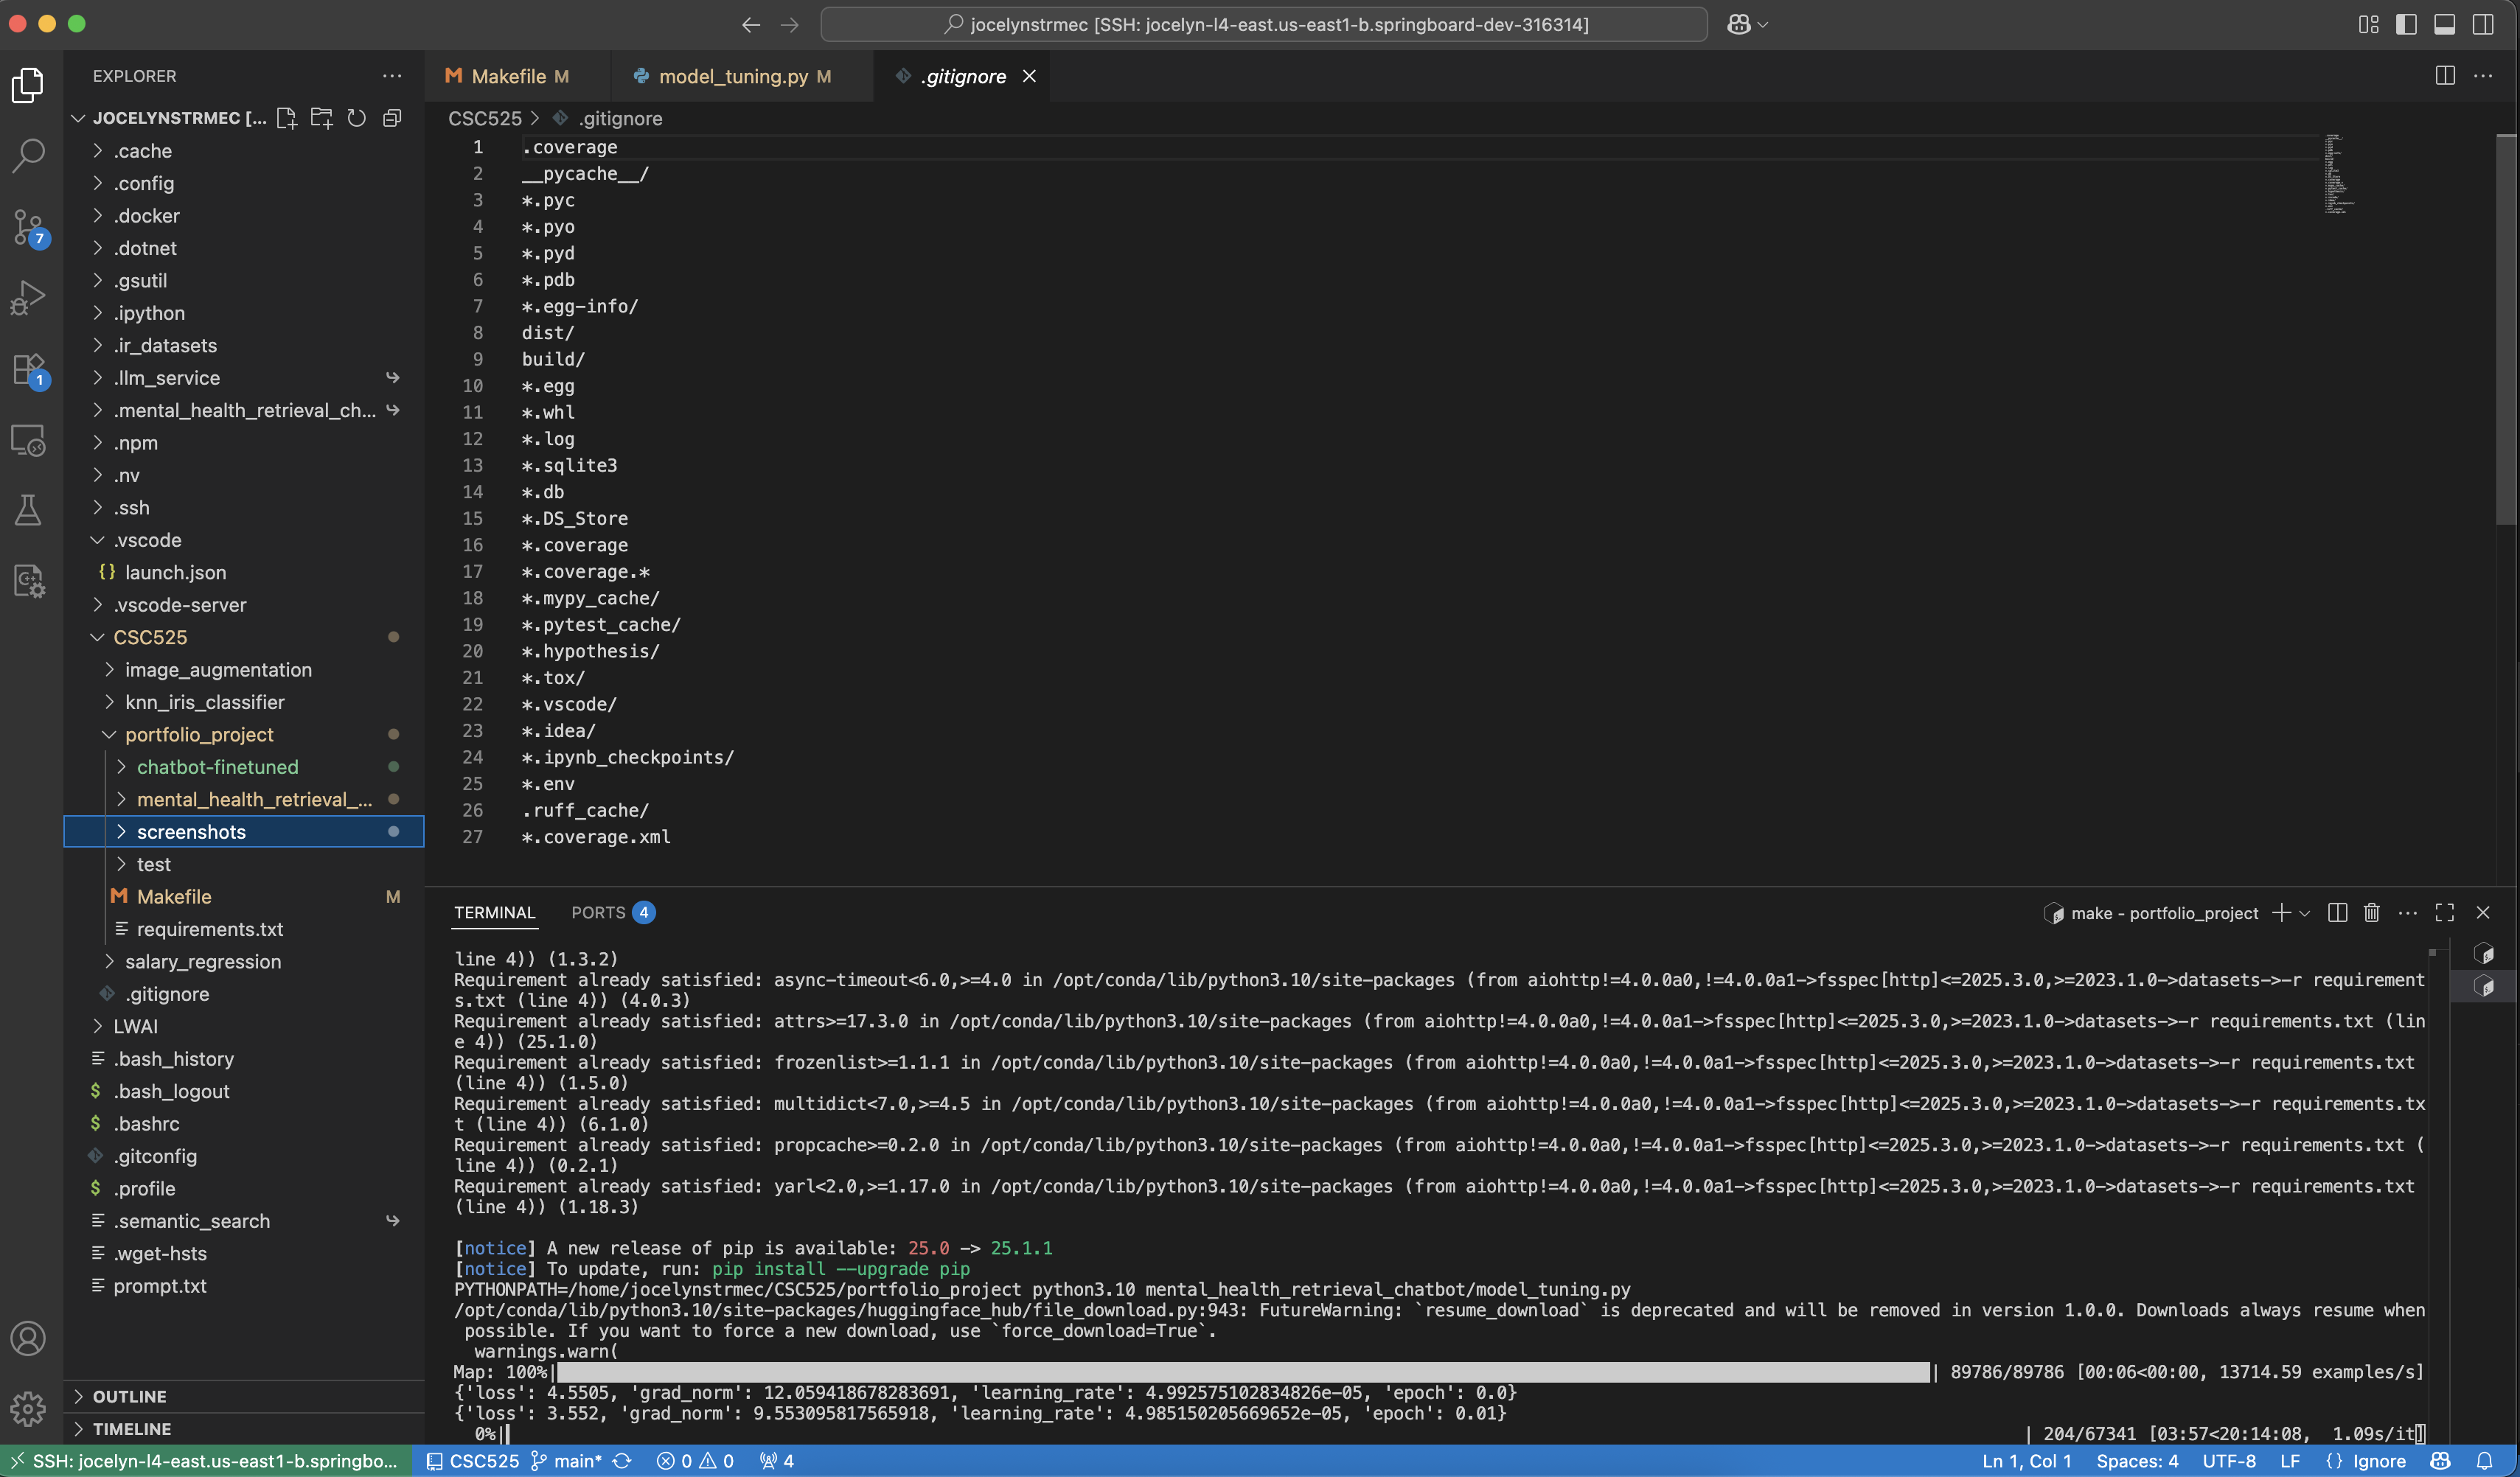 jocelynstrmec [SSH: jocelyn-l4-east.us-east1-b.springboard-dev-316314]
EXPLORER
JOCELYNSTRMEC [...
.cache
.config
.docker
.dotnet
.gsutil
.ipython
.ir_datasets
.llm_service
.mental_health_retrieval_ch...
.npm
.nv
.ssh
.vscode
{} launch.json
.vscode-server
CSC525
image_augmentation
knn_iris_classifier
portfolio_project
chatbot-finetuned
mental_health_retrieval_...
screenshots
test
M Makefile M
requirements.txt
salary_regression
.gitignore
LWAI
.bash_history
$ .bash_logout
$ .bashrc
.gitconfig
$ .profile
.semantic_search
.wget-hsts
prompt.txt
OUTLINE
TIMELINE
7
1
M Makefile M
model_tuning.py M
.gitignore
CSC525 > .gitignore
1 .coverage
2 __pycache__/
3 *.pyc
4 *.pyo
5 *.pyd
6 *.pdb
7 *.egg-info/
8 dist/
9 build/
10 *.egg
11 *.whl
12 *.log
13 *.sqlite3
14 *.db
15 *.DS_Store
16 *.coverage
17 *.coverage.*
18 *.mypy_cache/
19 *.pytest_cache/
20 *.hypothesis/
21 *.tox/
22 *.vscode/
23 *.idea/
24 *.ipynb_checkpoints/
25 *.env
26 .ruff_cache/
27 *.coverage.xml
TERMINAL PORTS 4
make - portfolio_project
line 4)) (1.3.2)
Requirement already satisfied: async-timeout<6.0,>=4.0 in /opt/conda/lib/python3.10/site-packages (from aiohttp!=4.0.0a0,!=4.0.0a1->fsspec[http]<=2025.3.0,>=2023.1.0->datasets->-r requirement
s.txt (line 4)) (4.0.3)
Requirement already satisfied: attrs>=17.3.0 in /opt/conda/lib/python3.10/site-packages (from aiohttp!=4.0.0a0,!=4.0.0a1->fsspec[http]<=2025.3.0,>=2023.1.0->datasets->-r requirements.txt (lin
e 4)) (25.1.0)
Requirement already satisfied: frozenlist>=1.1.1 in /opt/conda/lib/python3.10/site-packages (from aiohttp!=4.0.0a0,!=4.0.0a1->fsspec[http]<=2025.3.0,>=2023.1.0->datasets->-r requirements.txt
(line 4)) (1.5.0)
Requirement already satisfied: multidict<7.0,>=4.5 in /opt/conda/lib/python3.10/site-packages (from aiohttp!=4.0.0a0,!=4.0.0a1->fsspec[http]<=2025.3.0,>=2023.1.0->datasets->-r requirements.tx
t (line 4)) (6.1.0)
Requirement already satisfied: propcache>=0.2.0 in /opt/conda/lib/python3.10/site-packages (from aiohttp!=4.0.0a0,!=4.0.0a1->fsspec[http]<=2025.3.0,>=2023.1.0->datasets->-r requirements.txt (
line 4)) (0.2.1)
Requirement already satisfied: yarl<2.0,>=1.17.0 in /opt/conda/lib/python3.10/site-packages (from aiohttp!=4.0.0a0,!=4.0.0a1->fsspec[http]<=2025.3.0,>=2023.1.0->datasets->-r requirements.txt
(line 4)) (1.18.3)
[notice] A new release of pip is available: 25.0 -> 25.1.1
[notice] To update, run: pip install --upgrade pip
PYTHONPATH=/home/jocelynstrmec/CSC525/portfolio_project python3.10 mental_health_retrieval_chatbot/model_tuning.py
/opt/conda/lib/python3.10/site-packages/huggingface_hub/file_download.py:943: FutureWarning: `resume_download` is deprecated and will be removed in version 1.0.0. Downloads always resume when
possible. If you want to force a new download, use `force_download=True`.
warnings.warn(
Map: 100%| | 89786/89786 [00:06<00:00, 13714.59 examples/s]
{'loss': 4.5505, 'grad_norm': 12.059418678283691, 'learning_rate': 4.992575102834826e-05, 'epoch': 0.0}
{'loss': 3.552, 'grad_norm': 9.553095817565918, 'learning_rate': 4.985150205669652e-05, 'epoch': 0.01}
0%| | 204/67341 [03:57<20:14:08, 1.09s/it]
SSH: jocelyn-l4-east.us-east1-b.springbo... CSC525 main* 0 0 4 Ln 1, Col 1 Spaces: 4 UTF-8 LF {} Ignore